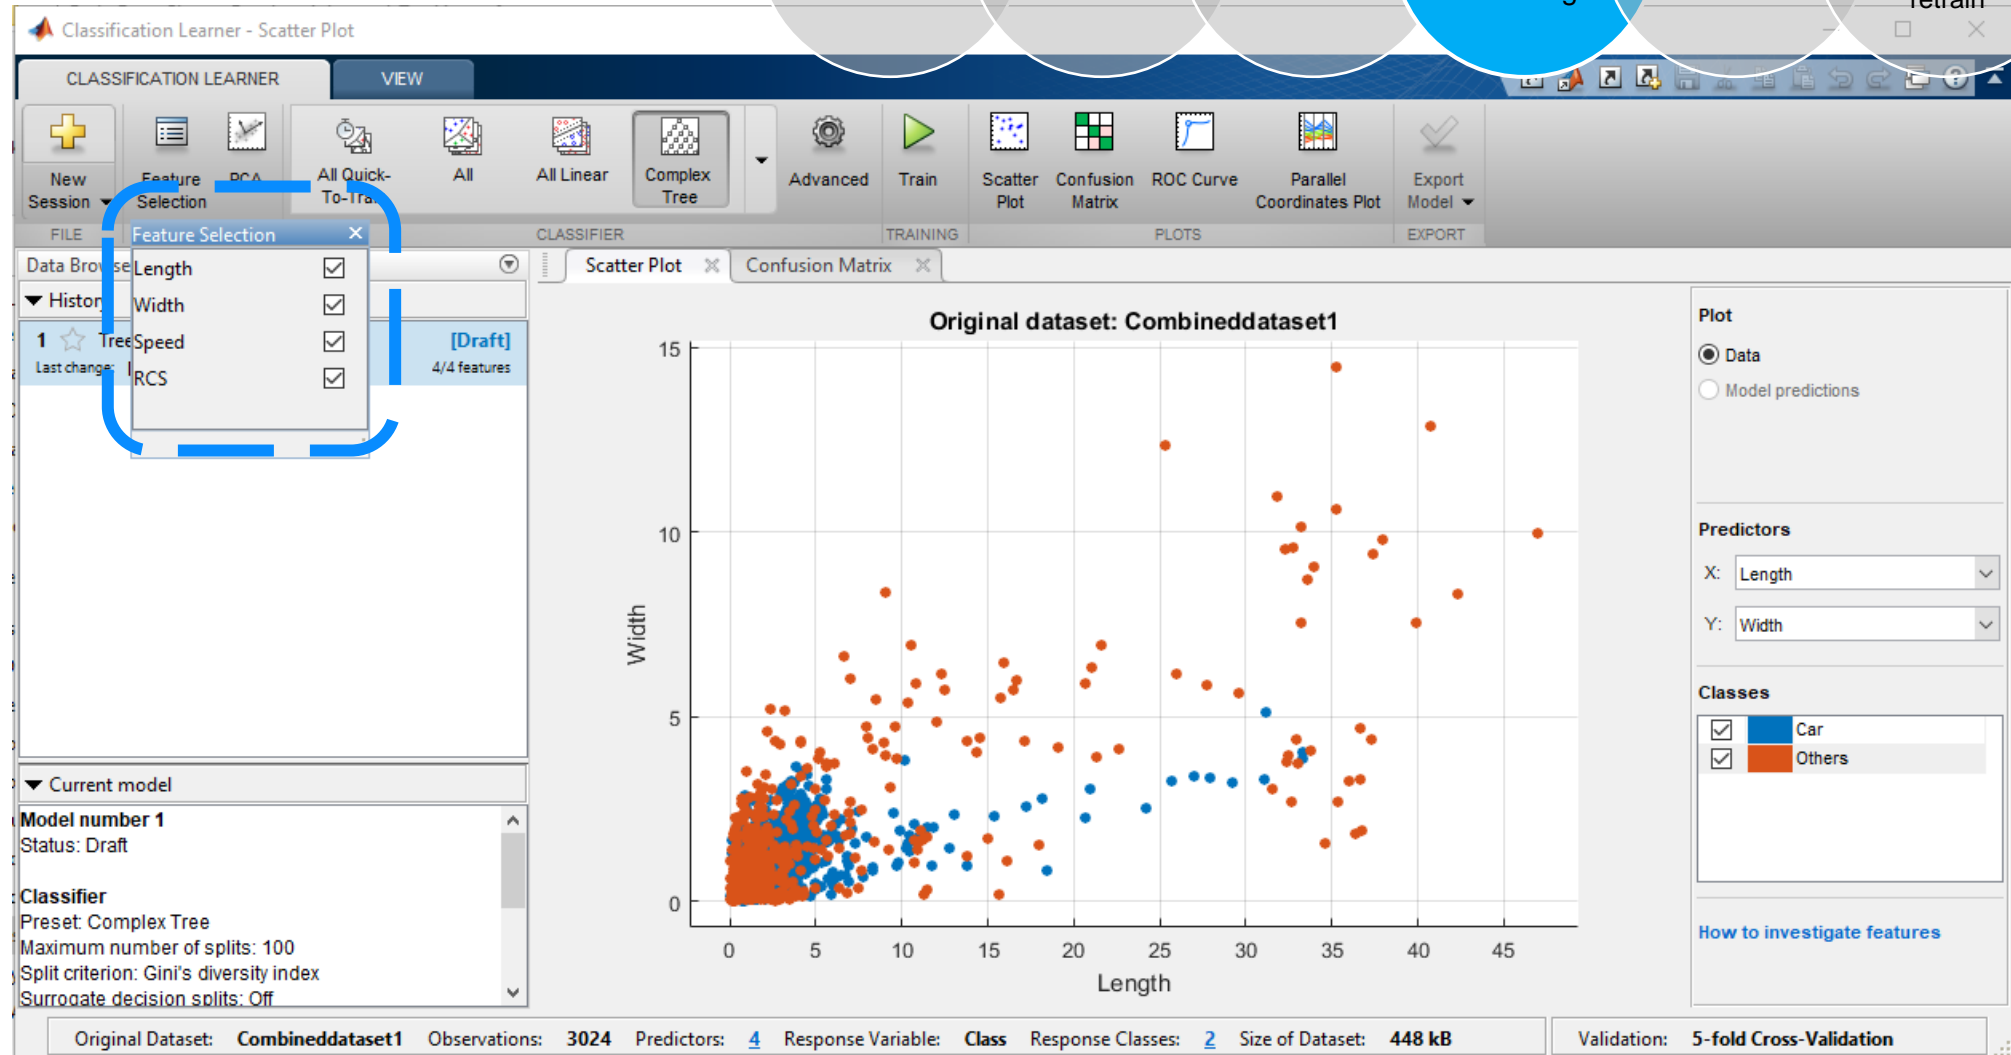 retrain
Classification Learner - Scatter Plot
CLASSIFICATION LEARNER
VIEW
New Session
Feature Selection
PCA
All Quick-To-Train
All
All Linear
Complex Tree
Advanced
Train
Scatter Plot
Confusion Matrix
ROC Curve
Parallel Coordinates Plot
Export Model
FILE
CLASSIFIER
TRAINING
PLOTS
EXPORT
Feature Selection
Length
Width
Speed
RCS
Data Browse
History
1 Tree [Draft]
Last change: 4/4 features
Current model
Model number 1
Status: Draft
Classifier
Preset: Complex Tree
Maximum number of splits: 100
Split criterion: Gini's diversity index
Surrogate decision splits: Off
Scatter Plot
Confusion Matrix
Original dataset: Combineddataset1
15
10
5
0
Width
0 5 10 15 20 25 30 35 40 45
Length
Plot
Data
Model predictions
Predictors
X: Length
Y: Width
Classes
Car
Others
How to investigate features
Original Dataset: Combineddataset1 Observations: 3024 Predictors: 4 Response Variable: Class Response Classes: 2 Size of Dataset: 448 kB Validation: 5-fold Cross-Validation